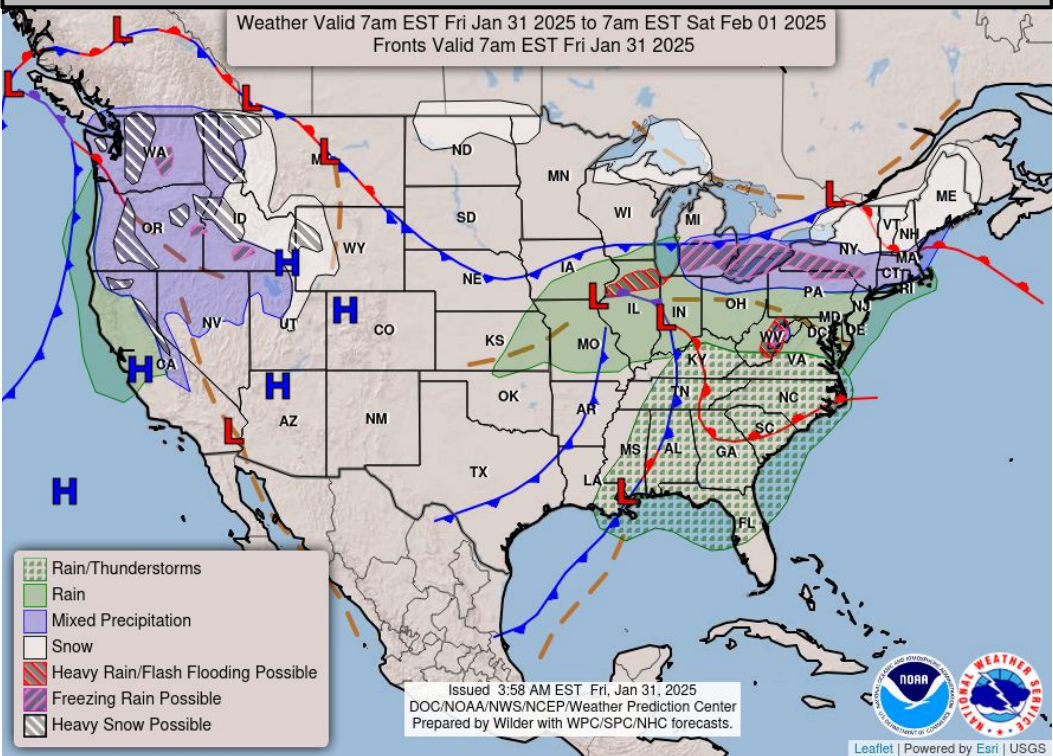 Weather Valid 7am EST Fri Jan 31 2025 to 7am EST Sat Feb 01 2025
Fronts Valid 7am EST Fri Jan 31 2025
L
L
L
L
WA
M
ND
MN
ME
L
OR
ID
SD
WI
MI
VT
NH
NY
MA
H
WY
CT
RI
NE
IA
H
L
IL
IN
OH
PA
NJ
NV
UT
CO
L
MD
DC
DE
WV
KS
MO
KY
VA
H
CA
H
OK
AR
TN
NC
AZ
NM
SC
L
MS
AL
GA
TX
LA
L
H
FL
Rain/Thunderstorms
Rain
Mixed Precipitation
Snow
Heavy Rain/Flash Flooding Possible
Freezing Rain Possible
Heavy Snow Possible
Issued 3:58 AM EST Fri, Jan 31, 2025
DOC/NOAA/NWS/NCEP/Weather Prediction Center
Prepared by Wilder with WPC/SPC/NHC forecasts.
NOAA
NATIONAL WEATHER SERVICE
Leaflet | Powered by Esri | USGS